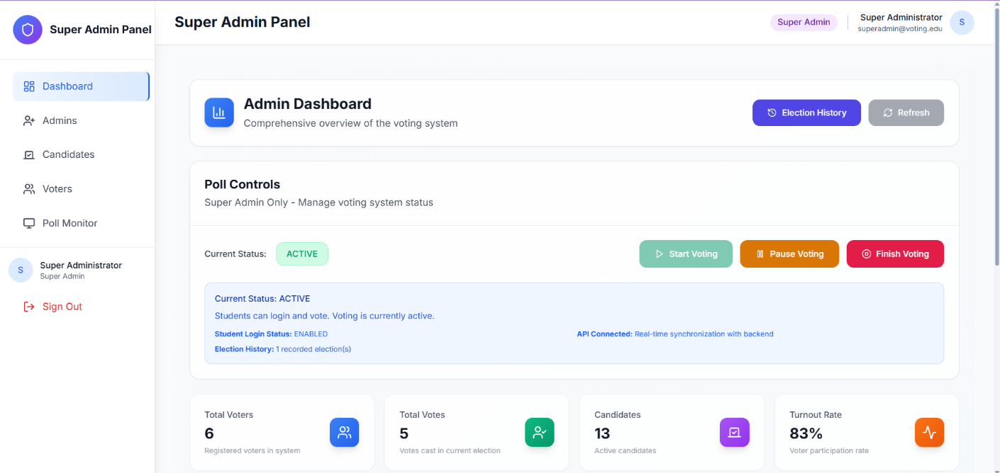 Super Admin Panel
Super Admin Panel
Super Admin
Super Administrator
superadmin@voting.edu
S
Dashboard
Admins
Candidates
Voters
Poll Monitor
S
Super Administrator
Super Admin
Sign Out
Admin Dashboard
Comprehensive overview of the voting system
Election History
Refresh
Poll Controls
Super Admin Only - Manage voting system status
Current Status: ACTIVE
Start Voting
Pause Voting
Finish Voting
Current Status: ACTIVE
Students can login and vote. Voting is currently active.
Student Login Status: ENABLED
API Connected: Real-time synchronization with backend
Election History: 1 recorded election(s)
Total Voters
6
Registered voters in system
Total Votes
5
Votes cast in current election
Candidates
13
Active candidates
Turnout Rate
83%
Voter participation rate